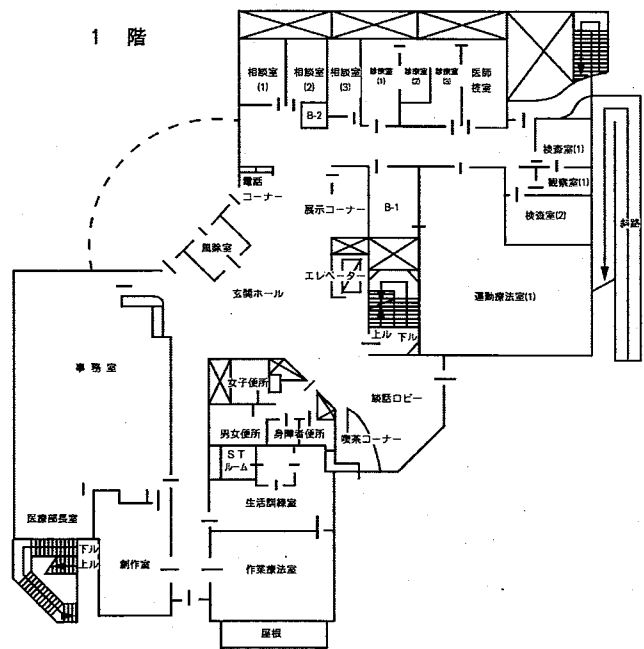 1 階
相談室
(1)
相談室
(2)
相談室
(3)
診療室
(1)
診療室
(2)
診療室
(3)
医師
控室
B-2
検査室(1)
観察室(1)
検査室(2)
電話
コーナー
展示コーナー
B-1
斜路
風除室
エレベーター
玄関ホール
運動療法室(1)
上ル
下ル
事務室
女子便所
談話ロビー
男女便所
身障者便所
喫茶コーナー
ST
ルーム
生活訓練室
医療部長室
下ル
上ル
創作室
作業療法室
屋根